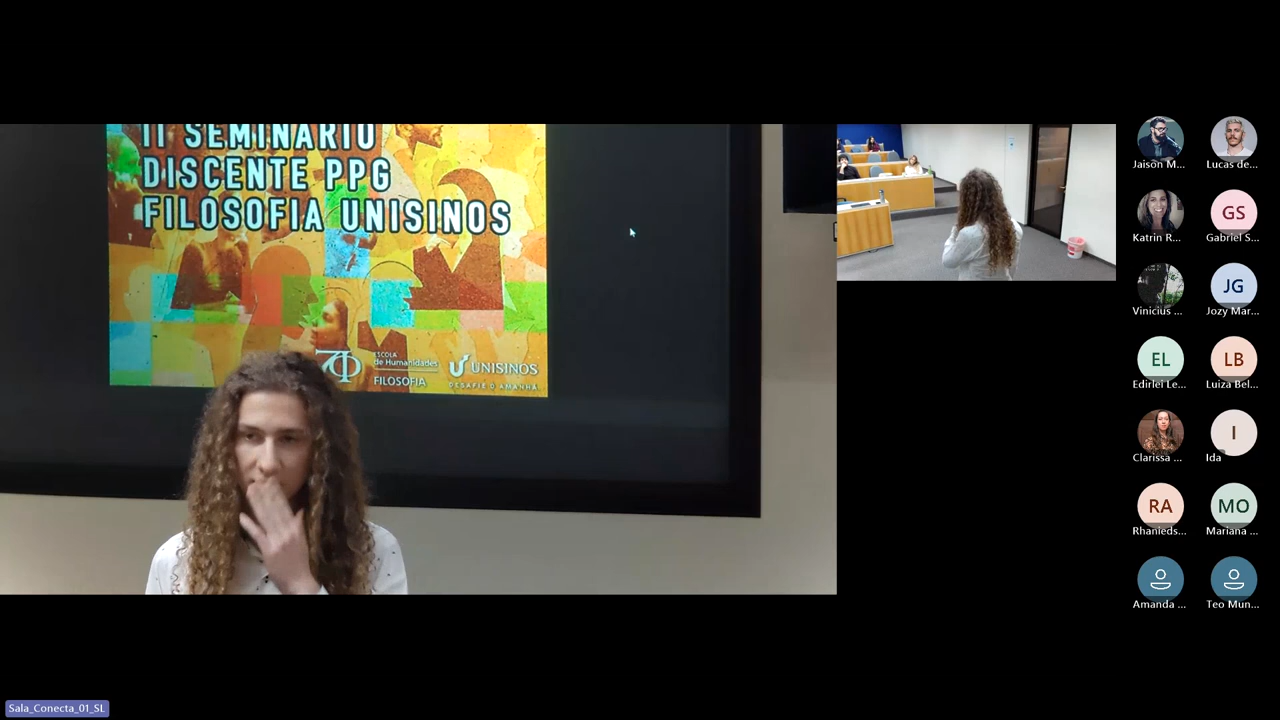 II SEMINÁRIO
DISCENTE PPG
FILOSOFIA UNISINOS
ESCOLA
de Humanidades
FILOSOFIA
UNISINOS
DESAFIE O AMANHÃ
Jaison M...
Lucas de...
Katrin R...
GS
Gabriel S...
Vinicius ...
JG
Jozy Mar...
EL
Edirlei Le...
LB
Luiza Bel...
Clarissa ...
I
Ida
RA
Rhanieds...
MO
Mariana ...
Amanda ...
Teo Mun...
Sala_Conecta_01_SL